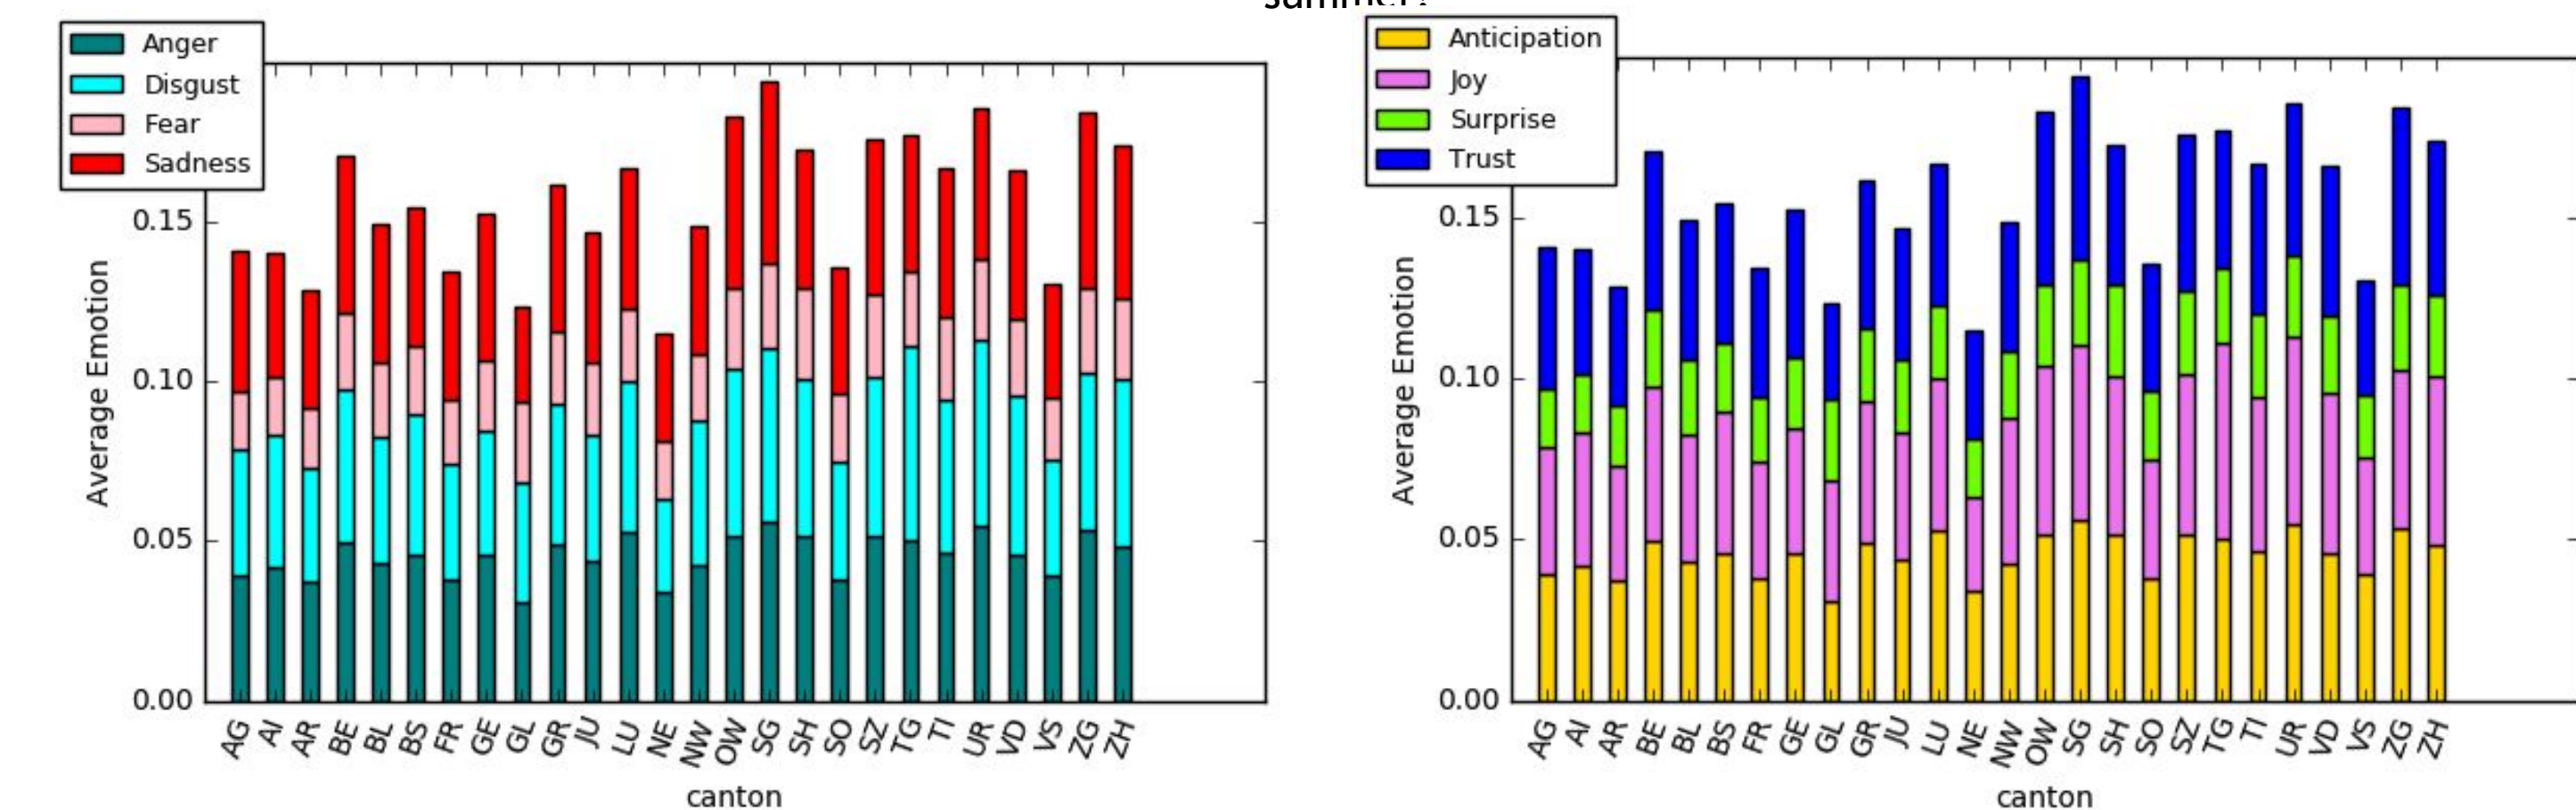 Anger
Disgust
Fear
Sadness
0.15
0.10
0.05
0.00
Average Emotion
AG AI AR BE BL BS FR GE GL GR JU LU NE NW OW SG SH SO SZ TG TI UR VD VS ZG ZH
canton
Anticipation
Joy
Surprise
Trust
0.15
0.10
0.05
0.00
Average Emotion
AG AI AR BE BL BS FR GE GL GR JU LU NE NW OW SG SH SO SZ TG TI UR VD VS ZG ZH
canton